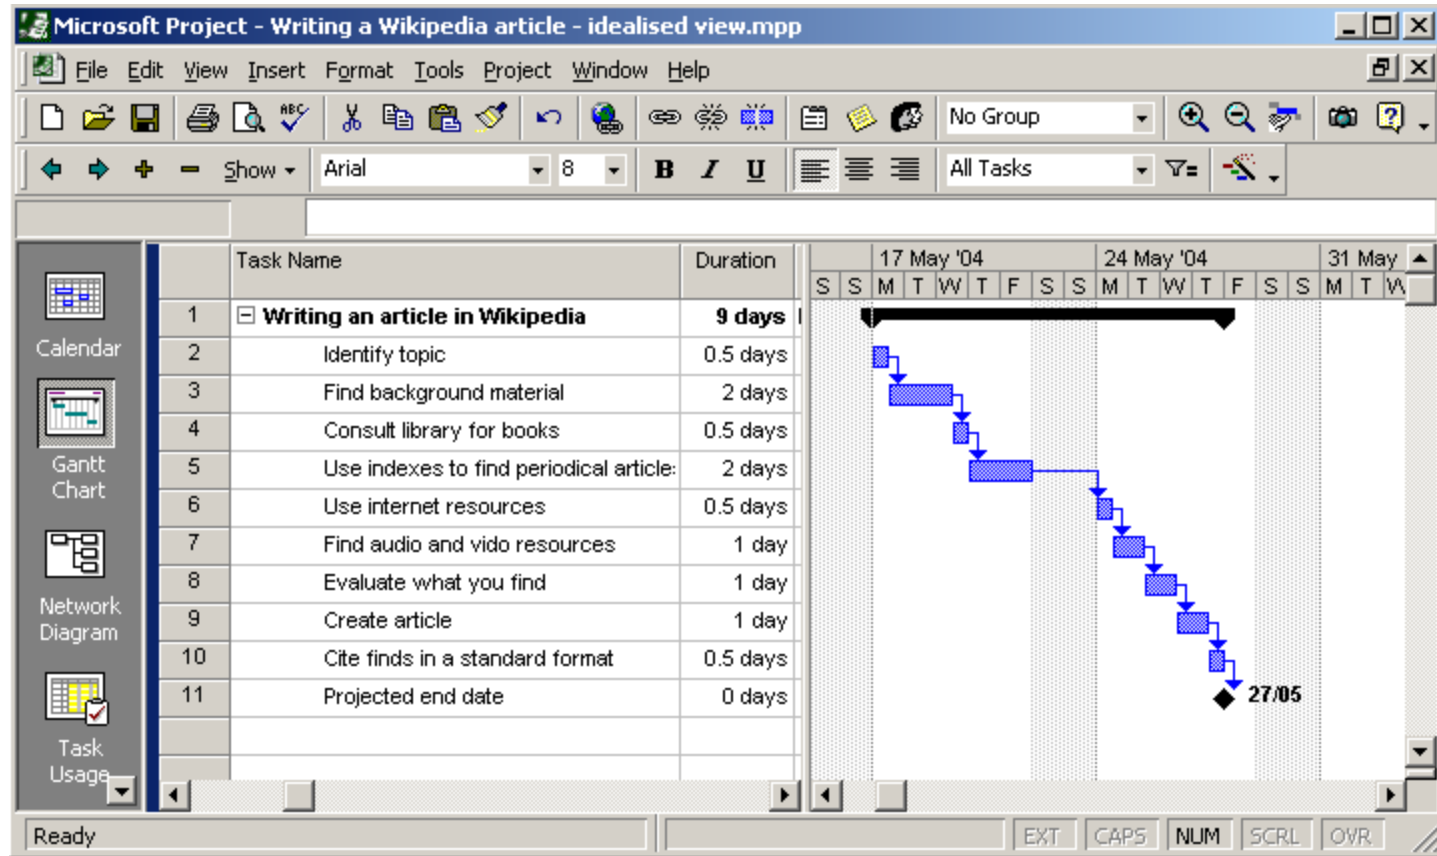 Microsoft Project - Writing a Wikipedia article - idealised view.mpp
File Edit View Insert Format Tools Project Window Help
ABC No Group
Show Arial 8 B I U All Tasks
Task Name Duration 17 May '04 24 May '04 31 May
S S M T W T F S S M T W T F S S M T W
1 Writing an article in Wikipedia 9 days
2 Identify topic 0.5 days
3 Find background material 2 days
4 Consult library for books 0.5 days
5 Use indexes to find periodical article 2 days
6 Use internet resources 0.5 days
7 Find audio and vido resources 1 day
8 Evaluate what you find 1 day
9 Create article 1 day
10 Cite finds in a standard format 0.5 days
11 Projected end date 0 days
27/05
Calendar
Gantt
Chart
Network
Diagram
Task
Usage
Ready EXT CAPS NUM SCRL OVR